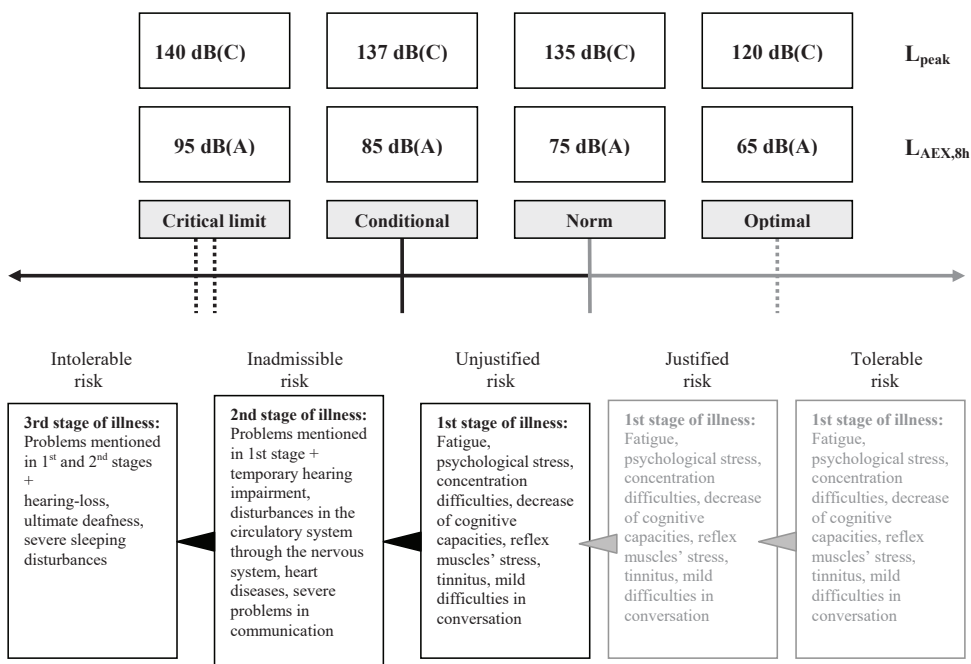 140 dB(C) 137 dB(C) 135 dB(C) 120 dB(C) L_peak
95 dB(A) 85 dB(A) 75 dB(A) 65 dB(A) L_AEX,8h
Critical limit Conditional Norm Optimal
Intolerable
risk
Inadmissible
risk
Unjustified
risk
Justified
risk
Tolerable
risk
3rd stage of illness:
Problems mentioned
in 1st and 2nd stages
+
hearing-loss,
ultimate deafness,
severe sleeping
disturbances
2nd stage of illness:
Problems mentioned
in 1st stage +
temporary hearing
impairment,
disturbances in the
circulatory system
through the nervous
system, heart
diseases, severe
problems in
communication
1st stage of illness:
Fatigue,
psychological stress,
concentration
difficulties, decrease
of cognitive
capacities, reflex
muscles’ stress,
tinnitus, mild
difficulties in
conversation
1st stage of illness:
Fatigue,
psychological stress,
concentration
difficulties, decrease
of cognitive
capacities, reflex
muscles’ stress,
tinnitus, mild
difficulties in
conversation
1st stage of illness:
Fatigue,
psychological stress,
concentration
difficulties, decrease
of cognitive
capacities, reflex
muscles’ stress,
tinnitus, mild
difficulties in
conversation